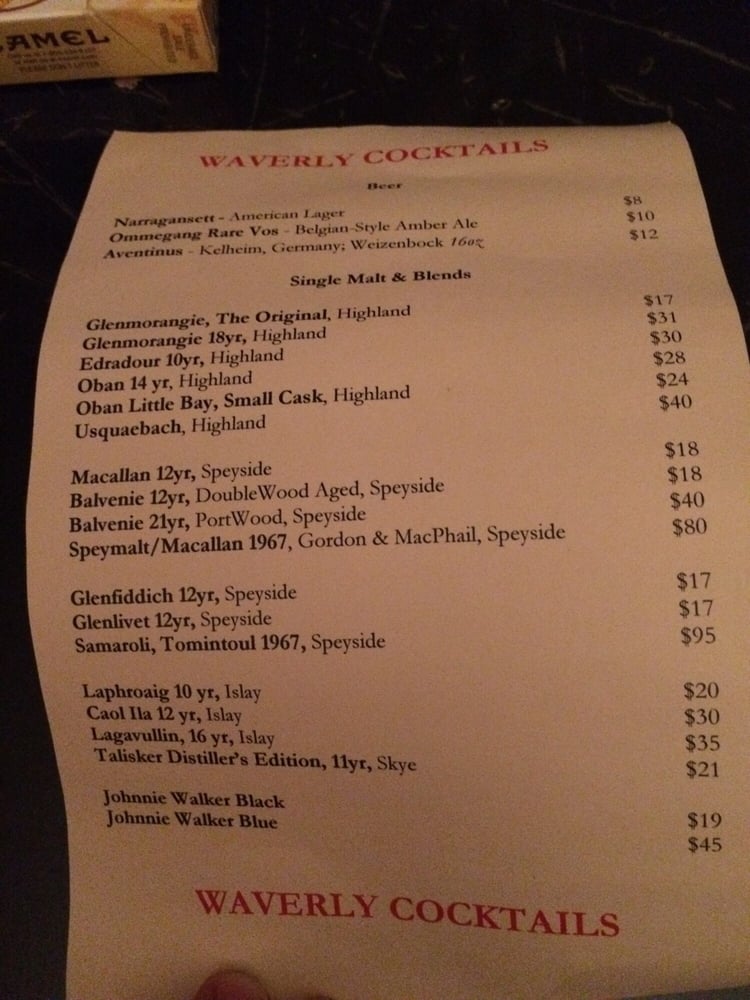 CAMEL
PLEASE DON'T LITTER
WAVERLY COCKTAILS
Beer
Narragansett - American Lager $8
Ommegang Rare Vos - Belgian-Style Amber Ale $10
Aventinus - Kelheim, Germany; Weizenbock 16oz $12
Single Malt & Blends
Glenmorangie, The Original, Highland $17
Glenmorangie 18yr, Highland $31
Edradour 10yr, Highland $30
Oban 14 yr, Highland $28
Oban Little Bay, Small Cask, Highland $24
Usquaebach, Highland $40
Macallan 12yr, Speyside $18
Balvenie 12yr, DoubleWood Aged, Speyside $18
Balvenie 21yr, PortWood, Speyside $40
Speymalt/Macallan 1967, Gordon & MacPhail, Speyside $80
Glenfiddich 12yr, Speyside $17
Glenlivet 12yr, Speyside $17
Samaroli, Tomintoul 1967, Speyside $95
Laphroaig 10 yr, Islay $20
Caol Ila 12 yr, Islay $30
Lagavullin, 16 yr, Islay $35
Talisker Distiller's Edition, 11yr, Skye $21
Johnnie Walker Black $19
Johnnie Walker Blue $45
WAVERLY COCKTAILS